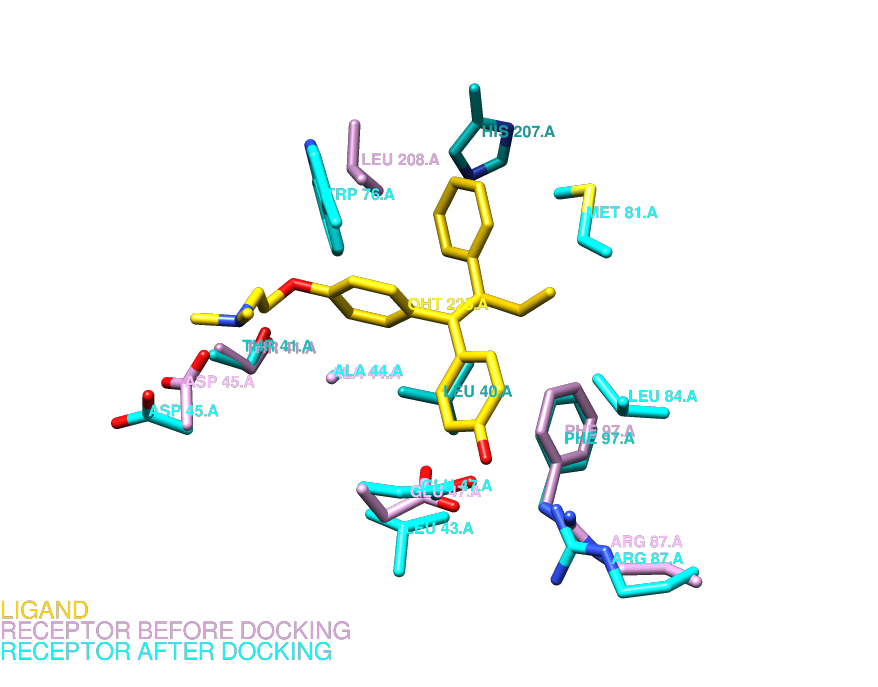 HIS 207.A
LEU 208.A
TRP 76.A
MET 81.A
THR 41.A
ALA 44.A
ASP 45.A
LEU 40.A
LEU 84.A
ASP 45.A
PHE 97.A
PHE 97.A
GLU 47.A
GLU 47.A
LEU 43.A
ARG 87.A
ARG 87.A
LIGAND
RECEPTOR BEFORE DOCKING
RECEPTOR AFTER DOCKING